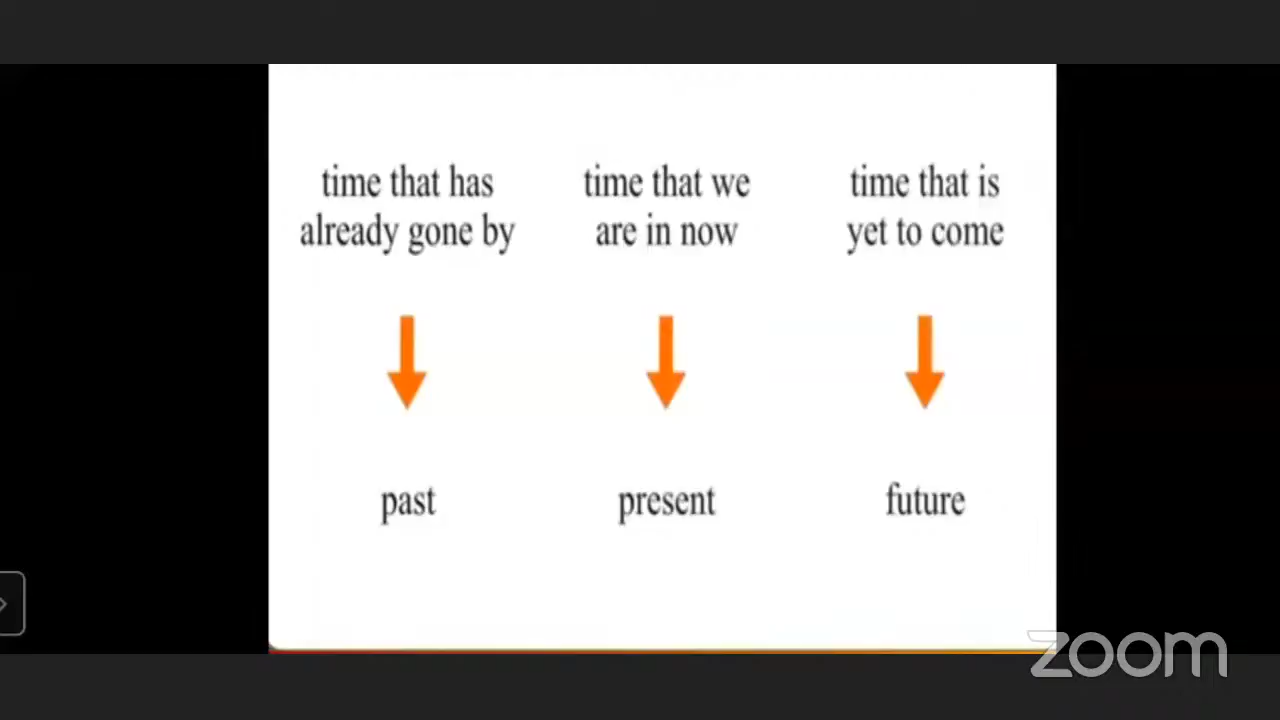 time that has
already gone by
time that we
are in now
time that is
yet to come
past
present
future
zoom